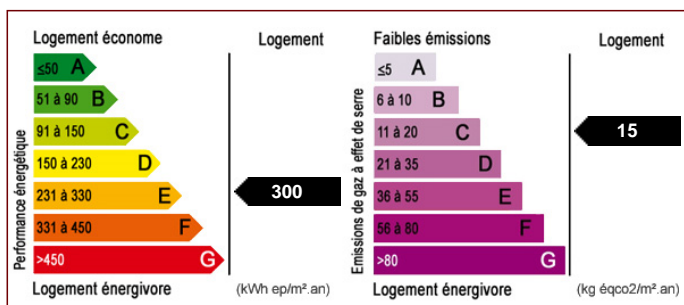 Logement économe
Logement
Performance énergétique
≤50 A
51 à 90 B
91 à 150 C
150 à 230 D
231 à 330 E
331 à 450 F
>450 G
300
Logement énergivore
(kWh ep/m².an)
Faibles émissions
Logement
Emissions de gaz à effet de serre
≤5 A
6 à 10 B
11 à 20 C
21 à 35 D
36 à 55 E
56 à 80 F
>80 G
15
Logement énergivore
(kg éqco2/m².an)